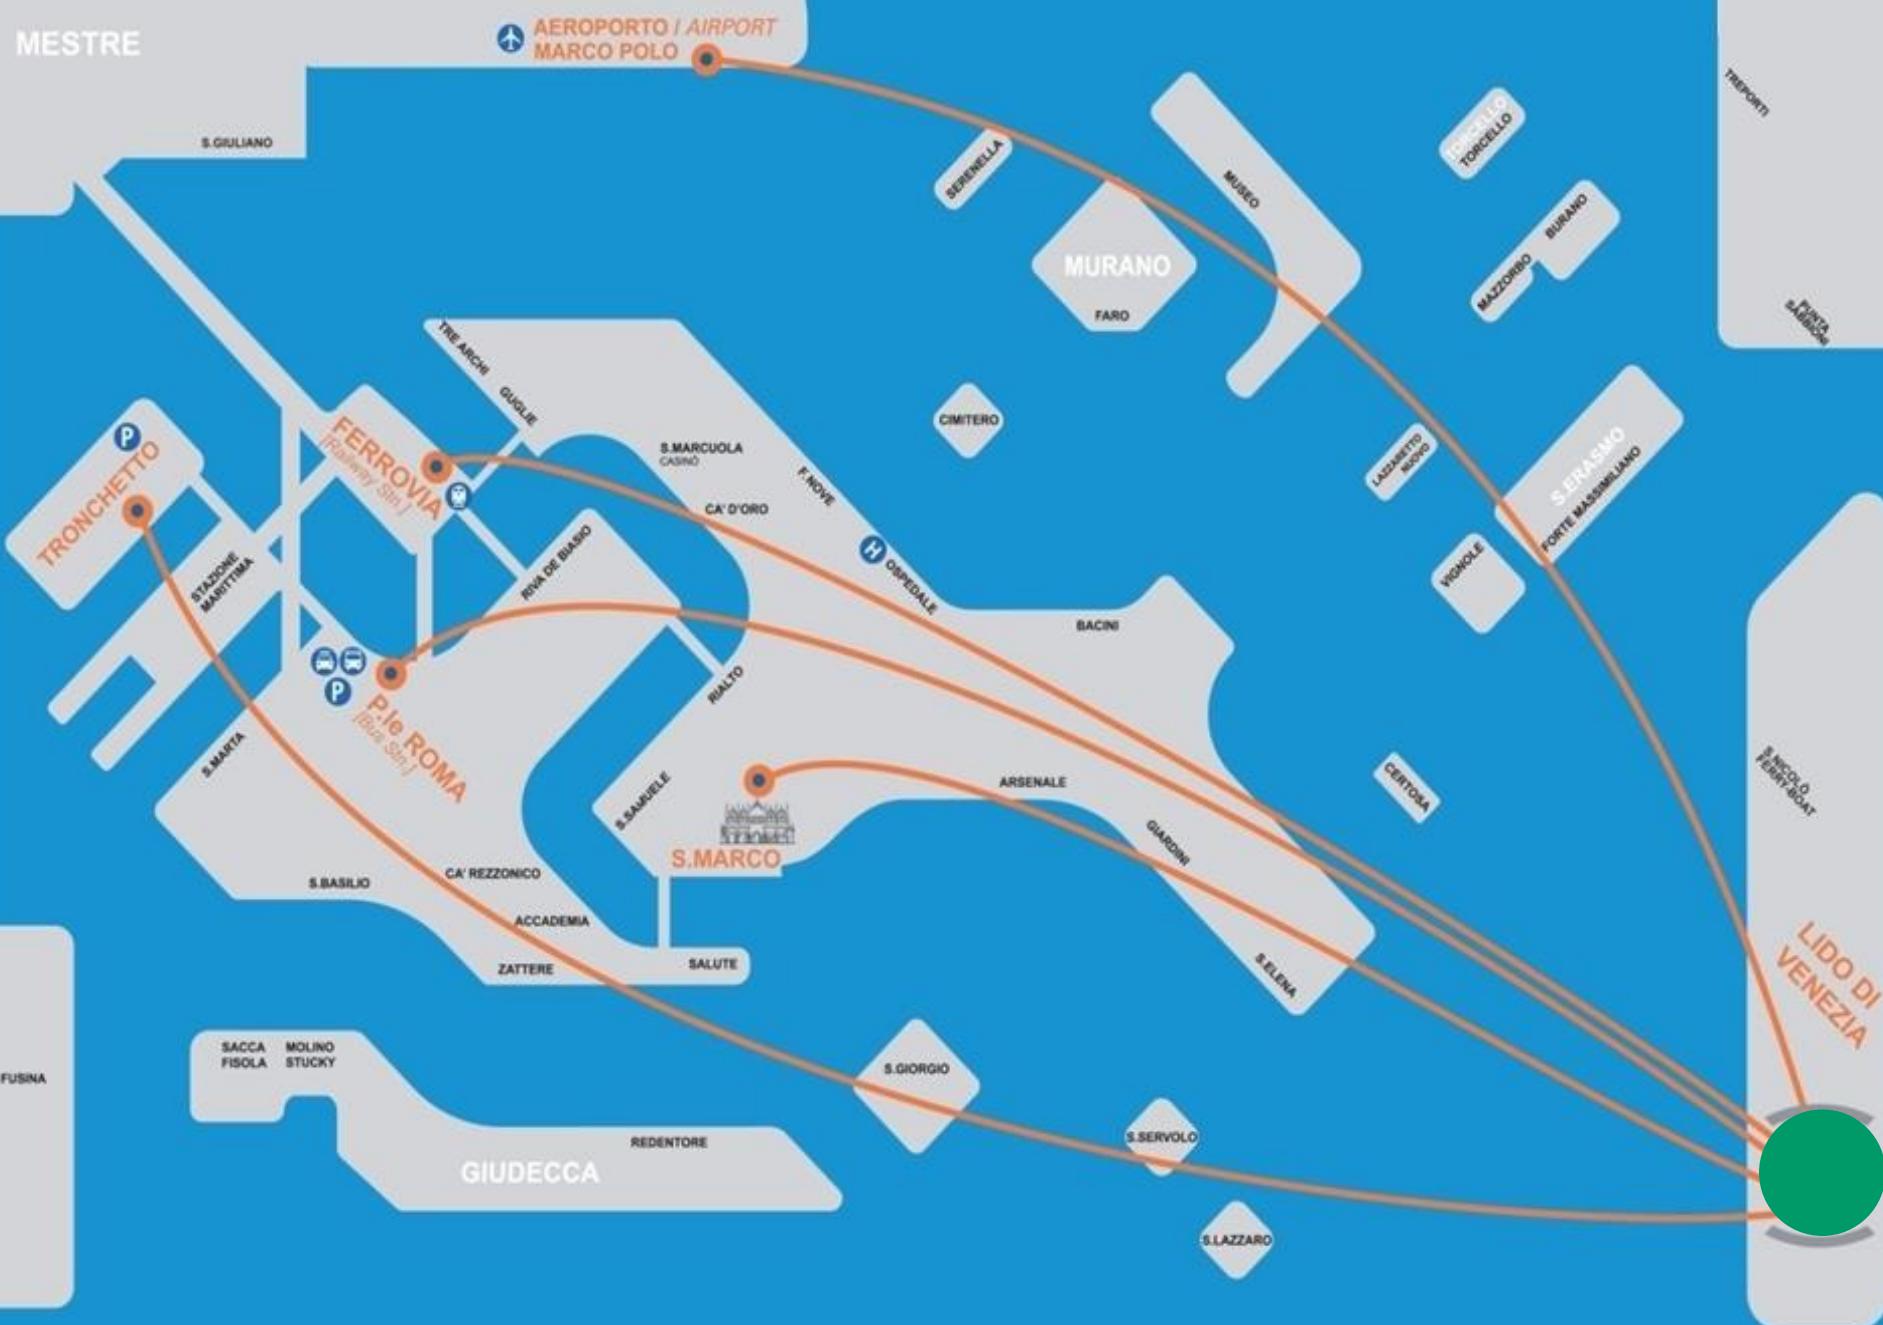 MESTRE
AEROPORTO / AIRPORT
MARCO POLO
S.GIULIANO
TREPORTI
TORCELLO
TORCELLO
SERENELLA
MUSEO
BURANO
MAZZORBO
MURANO
FARO
PUNTA
SABBIONI
TRE ARCHI
GUGLIE
CIMITERO
S.MARCUOLA
CASINÒ
F.NOVE
CA' D'ORO
P
TRONCHETTO
FERROVIA
[Railway Stn.]
LAZZARETTO
NUOVO
S.ERASMO
FORTE MASSIMILIANO
VIGNOLE
H OSPEDALE
STAZIONE
MARITTIMA
RIVA DE BIASIO
BACINI
P
P.le ROMA
[Bus Stn.]
RIALTO
S.MARTA
S.SAMUELE
S.MARCO
ARSENALE
GIARDINI
CERTOSA
S.NICOLÒ
FERRY-BOAT
S.BASILIO
CA' REZZONICO
ACCADEMIA
ZATTERE
SALUTE
S.ELENA
LIDO DI
VENEZIA
FUSINA
SACCA
FISOLA
MOLINO
STUCKY
S.GIORGIO
REDENTORE
GIUDECCA
S.SERVOLO
S.LAZZARO